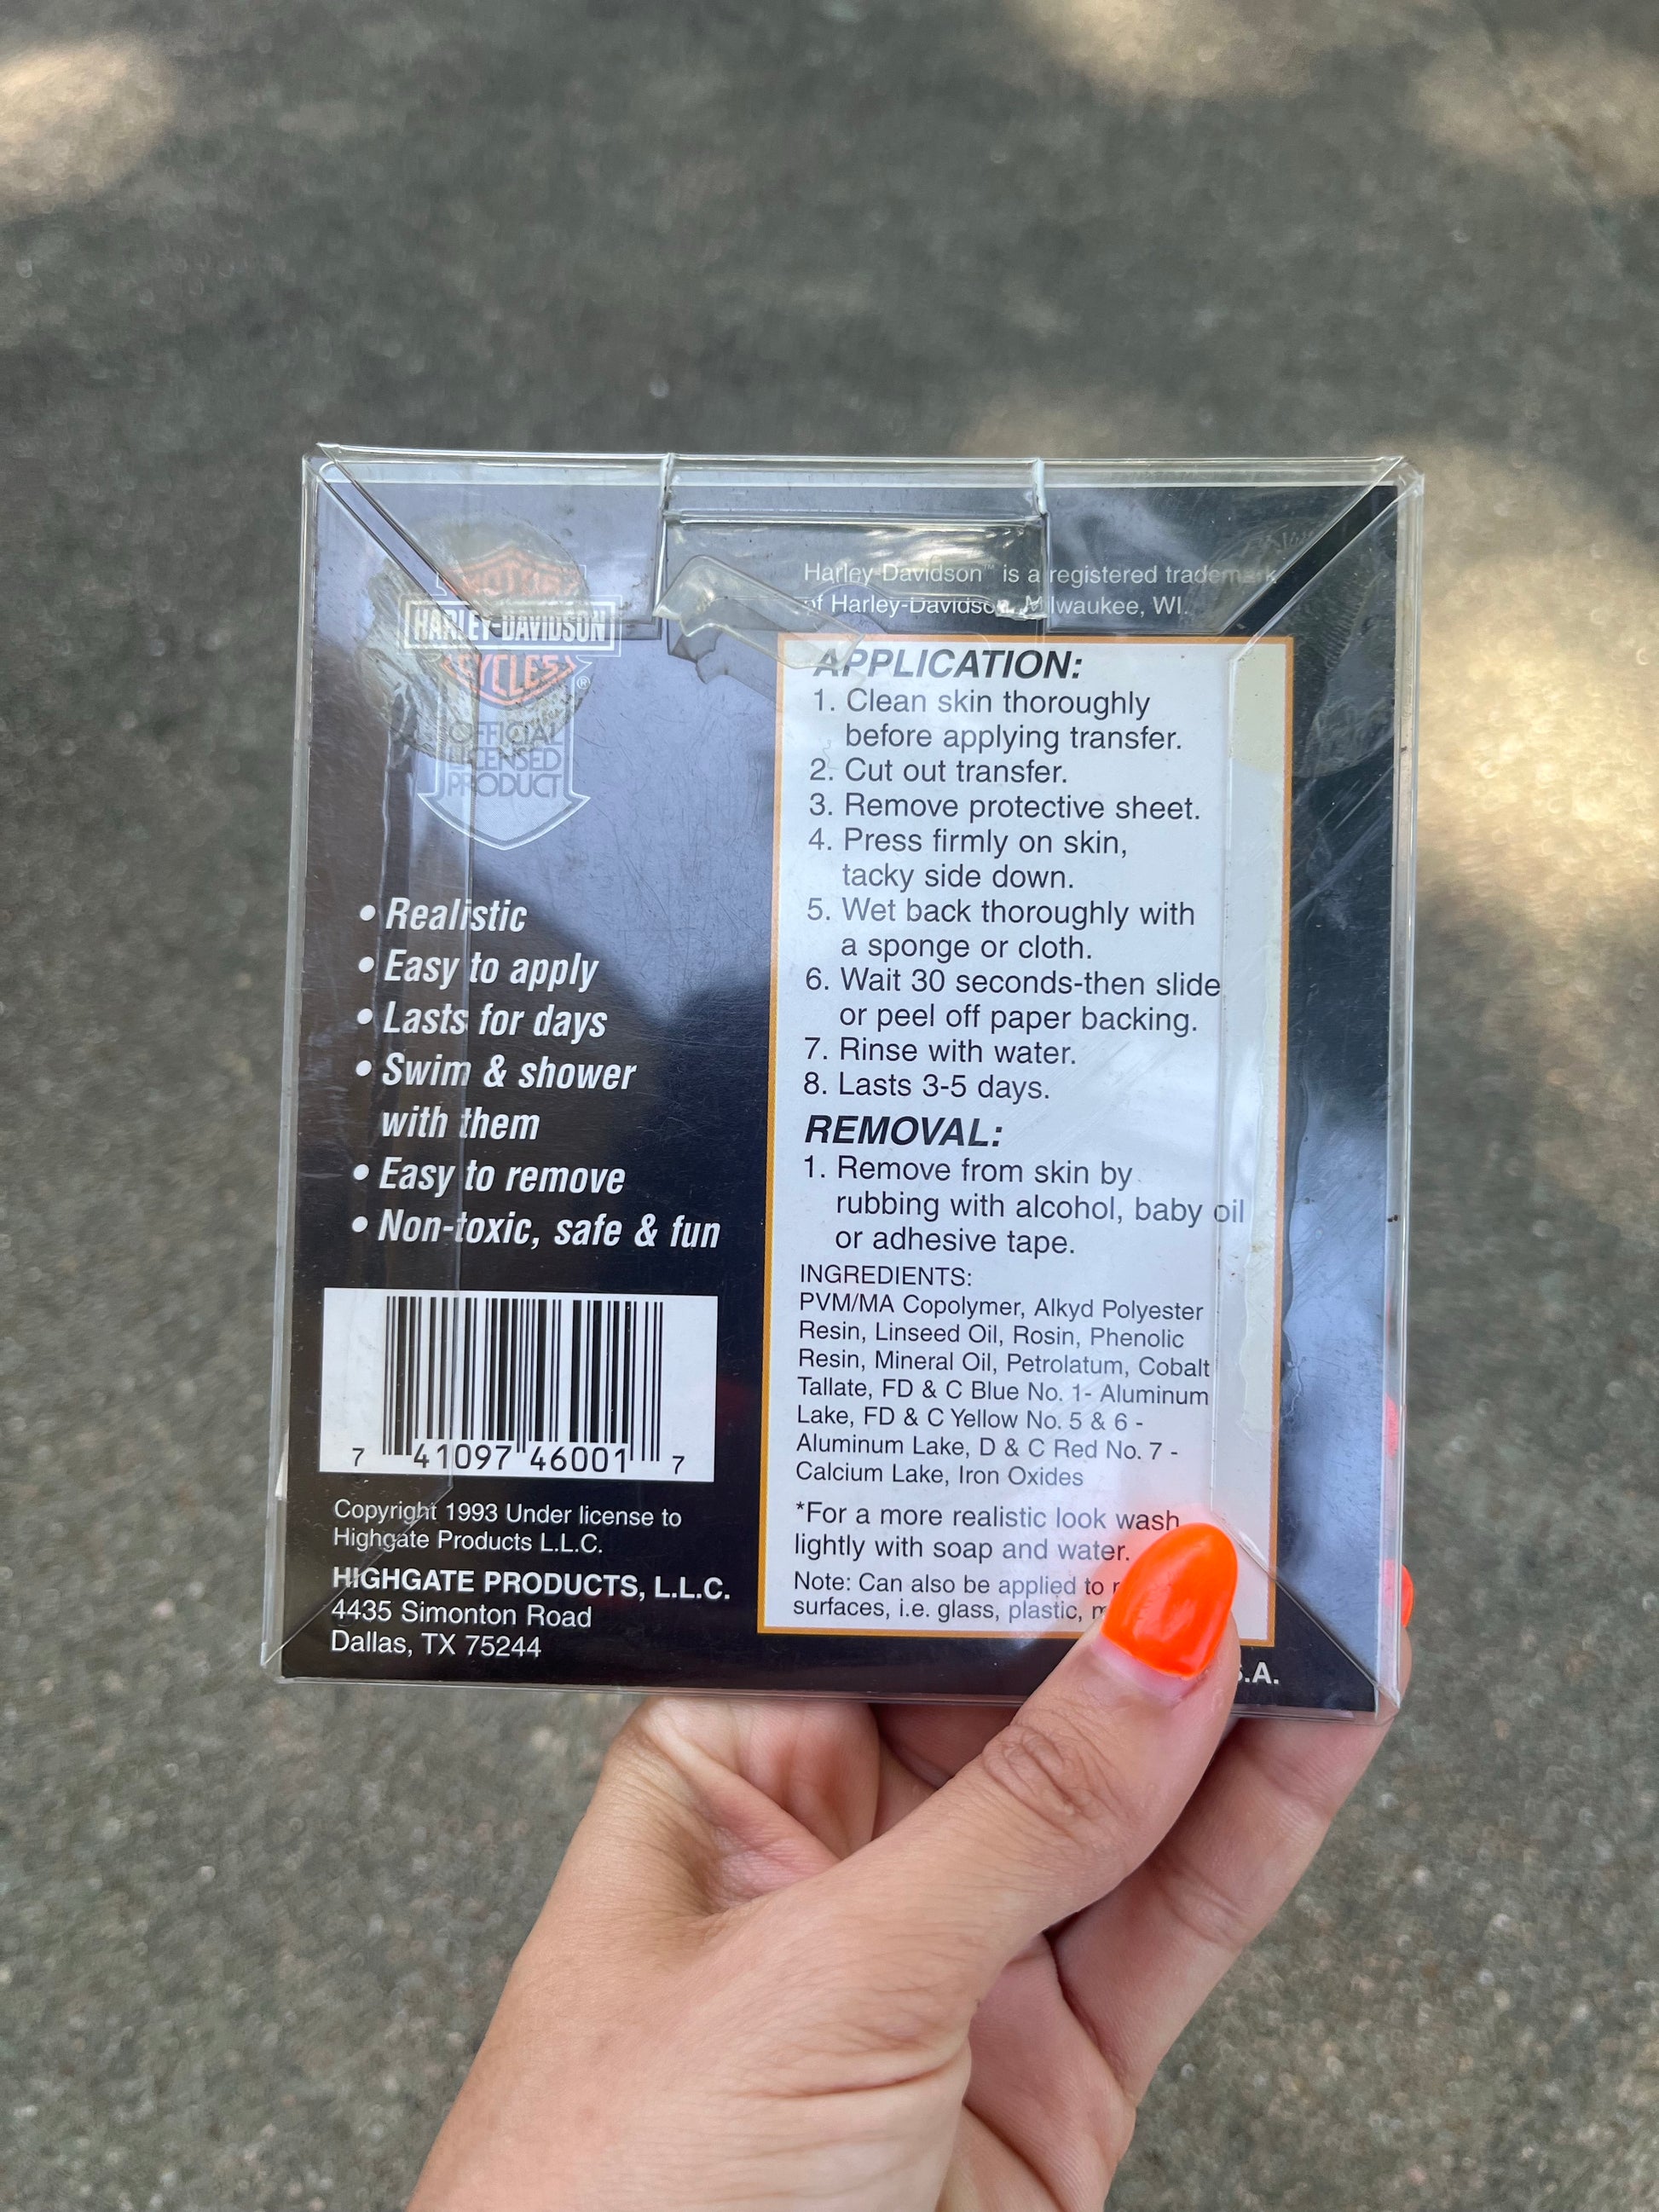 MOTOR
HARLEY-DAVIDSON
CYCLES
®
OFFICIAL
LICENSED
PRODUCT
• Realistic
• Easy to apply
• Lasts for days
• Swim & shower
with them
• Easy to remove
• Non-toxic, safe & fun
7 41097 46001 7
Copyright 1993 Under license to
Highgate Products L.L.C.
HIGHGATE PRODUCTS, L.L.C.
4435 Simonton Road
Dallas, TX 75244
Harley-Davidson™ is a registered trademark
of Harley-Davidson, Milwaukee, WI.
APPLICATION:
1. Clean skin thoroughly
before applying transfer.
2. Cut out transfer.
3. Remove protective sheet.
4. Press firmly on skin,
tacky side down.
5. Wet back thoroughly with
a sponge or cloth.
6. Wait 30 seconds-then slide
or peel off paper backing.
7. Rinse with water.
8. Lasts 3-5 days.
REMOVAL:
1. Remove from skin by
rubbing with alcohol, baby oil
or adhesive tape.
INGREDIENTS:
PVM/MA Copolymer, Alkyd Polyester
Resin, Linseed Oil, Rosin, Phenolic
Resin, Mineral Oil, Petrolatum, Cobalt
Tallate, FD & C Blue No. 1- Aluminum
Lake, FD & C Yellow No. 5 & 6 -
Aluminum Lake, D & C Red No. 7 -
Calcium Lake, Iron Oxides
*For a more realistic look wash
lightly with soap and water.
Note: Can also be applied to
surfaces, i.e. glass, plastic,
.A.